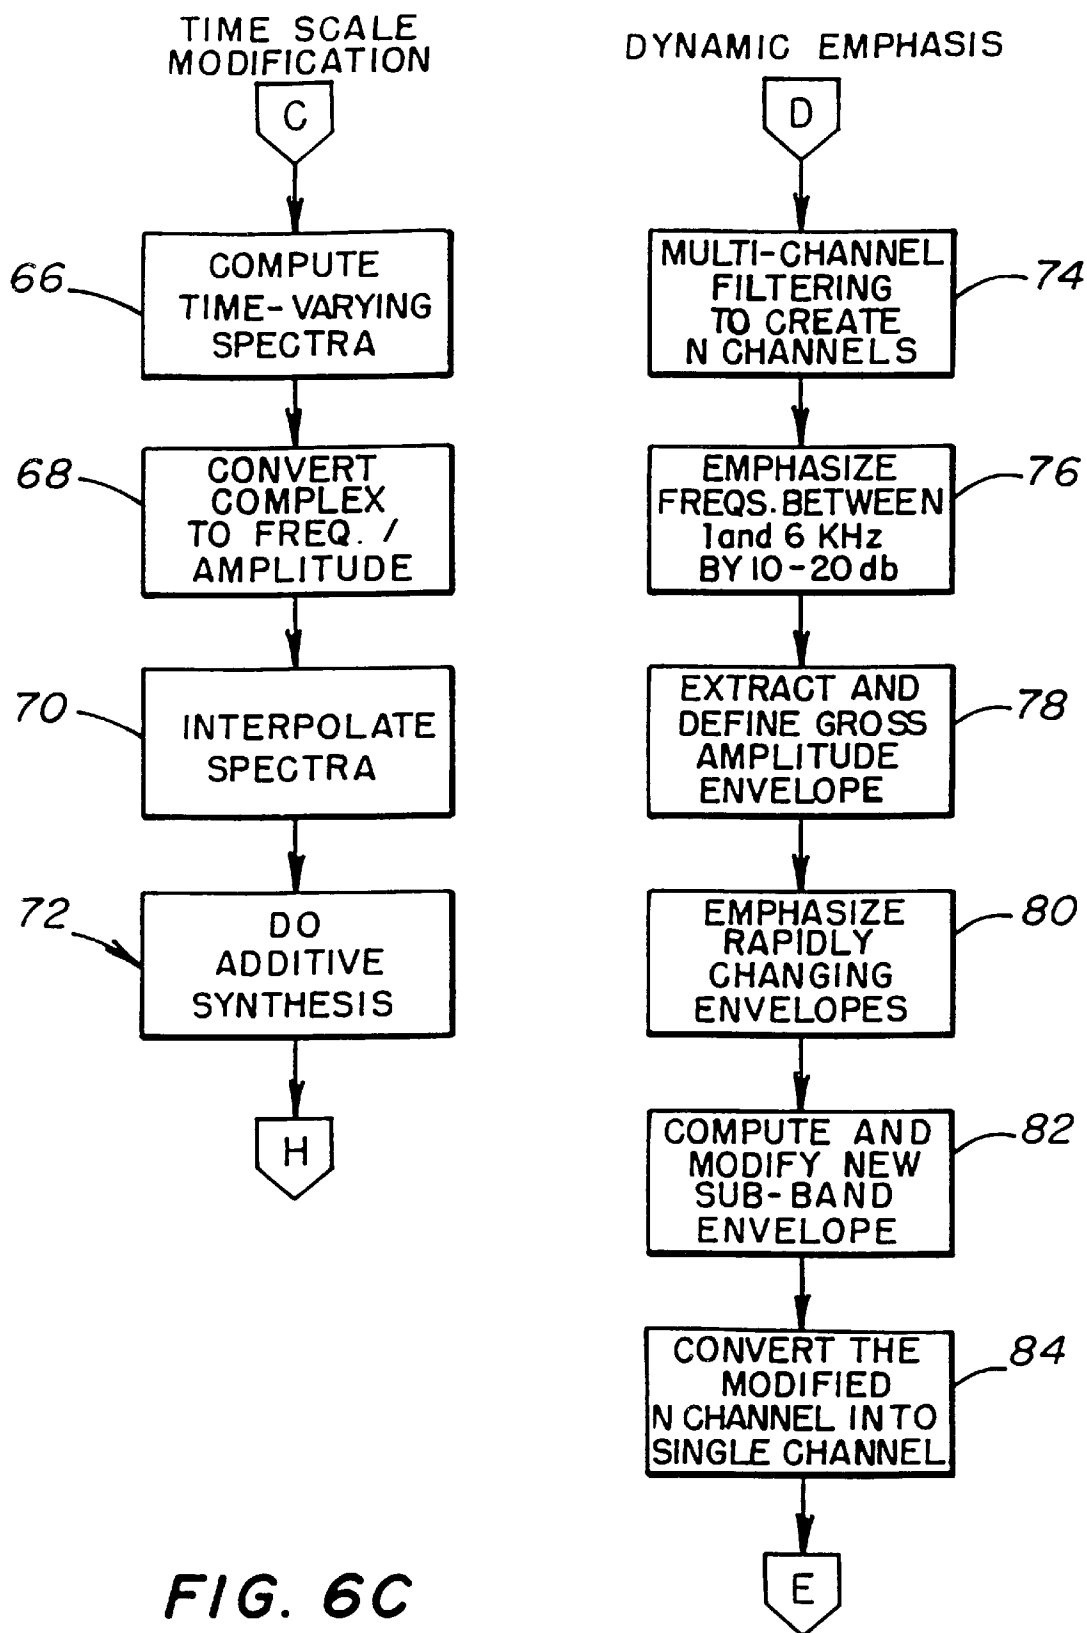 TIME SCALE
MODIFICATION
C
66
COMPUTE
TIME-VARYING
SPECTRA
68
CONVERT
COMPLEX
TO FREQ. /
AMPLITUDE
70
INTERPOLATE
SPECTRA
72
DO
ADDITIVE
SYNTHESIS
H
DYNAMIC EMPHASIS
D
MULTI-CHANNEL
FILTERING
TO CREATE
N CHANNELS
74
EMPHASIZE
FREQS. BETWEEN
1 and 6 KHz
BY 10-20 db
76
EXTRACT AND
DEFINE GROSS
AMPLITUDE
ENVELOPE
78
EMPHASIZE
RAPIDLY
CHANGING
ENVELOPES
80
COMPUTE AND
MODIFY NEW
SUB-BAND
ENVELOPE
82
CONVERT THE
MODIFIED
N CHANNEL INTO
SINGLE CHANNEL
84
E
FIG. 6C